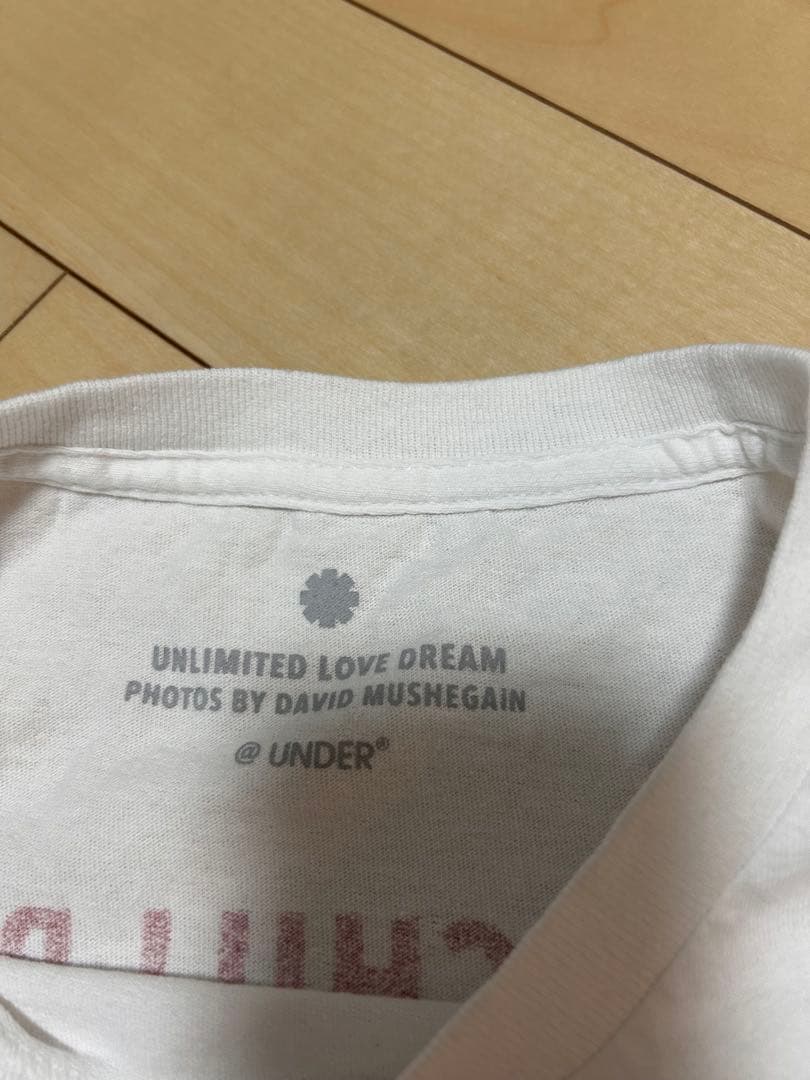 UNLIMITED LOVE DREAM
PHOTOS BY DAVID MUSHEGAIN
@ UNDER®